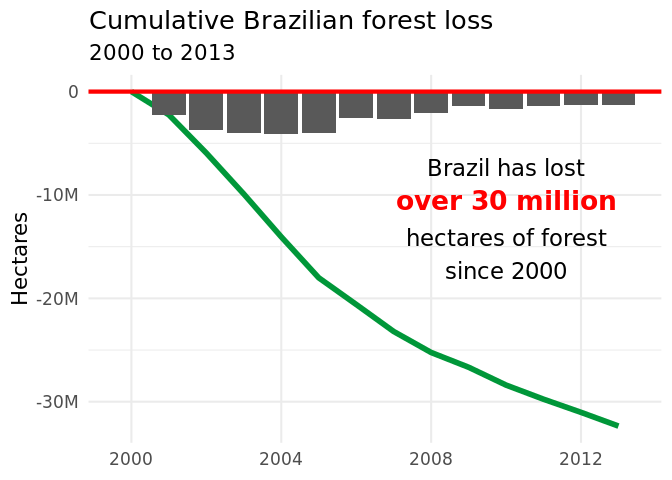 Cumulative Brazilian forest loss
2000 to 2013
0
-10M
-20M
-30M
Hectares
Brazil has lost
over 30 million
hectares of forest
since 2000
2000 2004 2008 2012